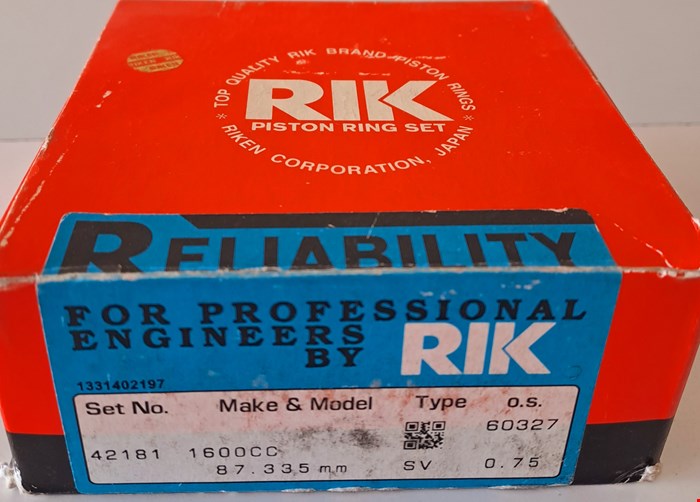 TOP QUALITY RIK BRAND PISTON RINGS
RIK
PISTON RING SET
* RIKEN CORPORATION, JAPAN *
RELIABILITY
FOR PROFESSIONAL
ENGINEERS
BY RIK
1331402197
Set No. Make & Model Type o.s.
60327
42181 1600CC
87.335mm SV 0.75